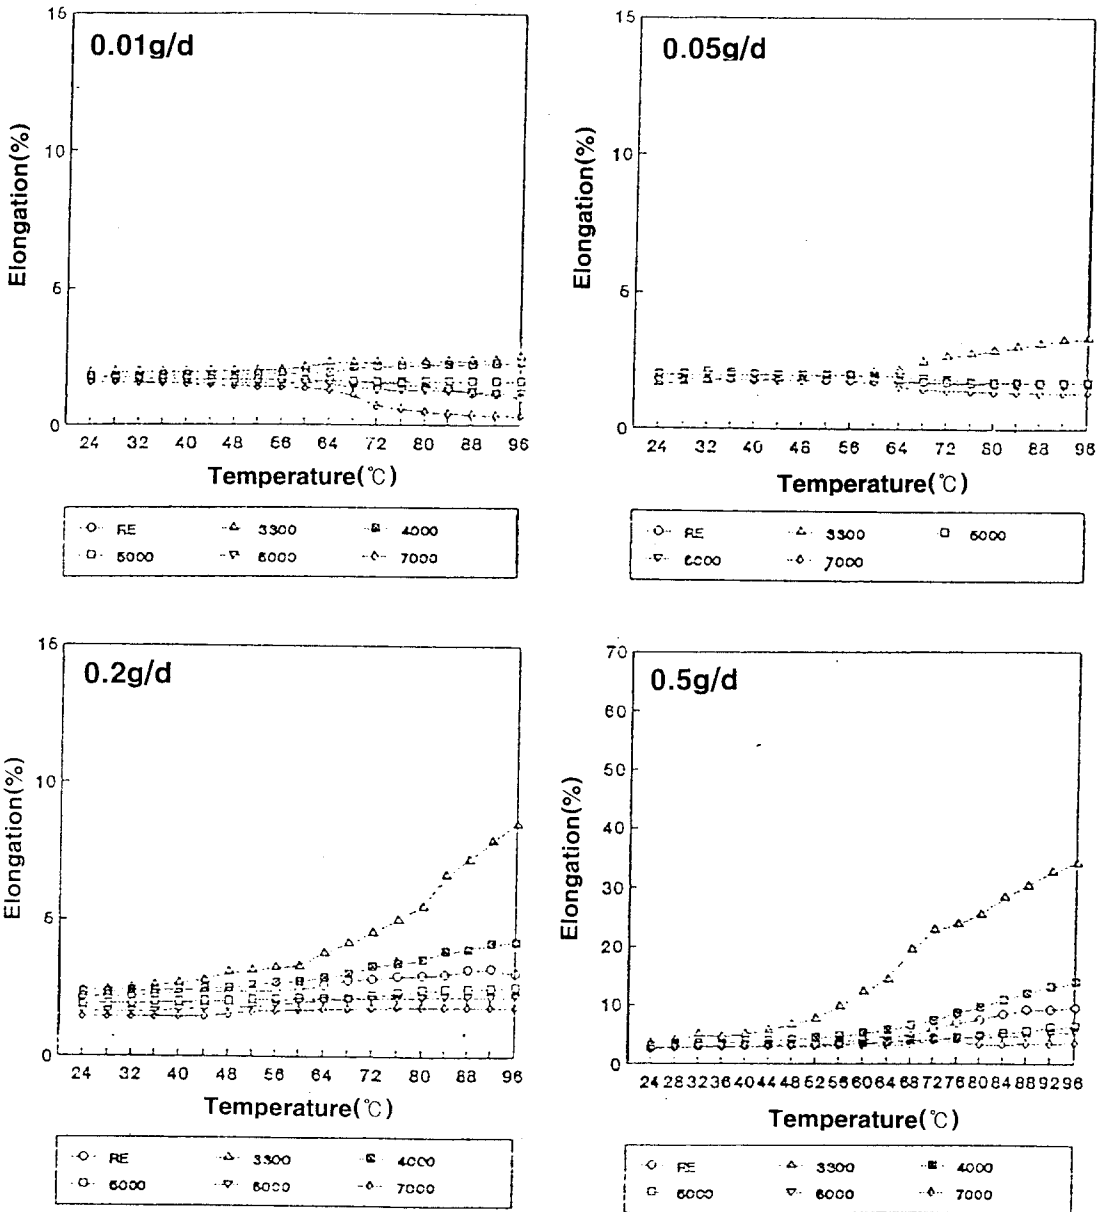 0.01g/d
15
10
5
0
Elongation(%)
24 32 40 48 56 64 72 80 88 96
Temperature(℃)
RE 3300 4000
5000 6000 7000
0.05g/d
15
10
5
0
Elongation(%)
24 32 40 48 56 64 72 80 88 96
Temperature(℃)
RE 3300 5000
6000 7000
0.2g/d
15
10
5
0
Elongation(%)
24 32 40 48 56 64 72 80 88 96
Temperature(℃)
RE 3300 4000
5000 6000 7000
0.5g/d
70
60
50
40
30
20
10
0
Elongation(%)
24 28 32 36 40 44 48 52 56 60 64 68 72 76 80 84 88 92 96
Temperature(℃)
RE 3300 4000
5000 6000 7000